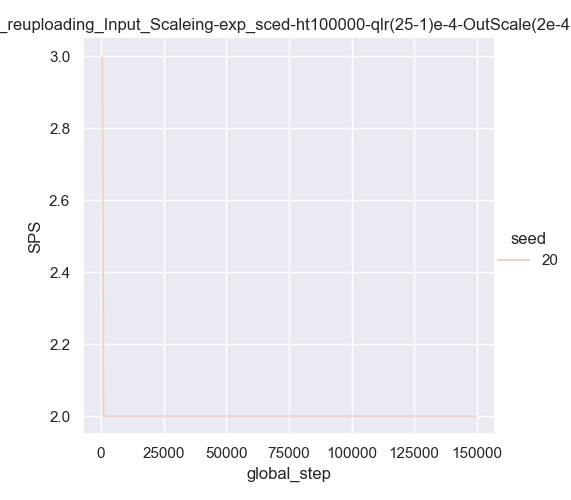 _reuploading_Input_Scaleing-exp_sced-ht100000-qlr(25-1)e-4-OutScale(2e-4
3.0
2.8
2.6
2.4
2.2
2.0
SPS
0 25000 50000 75000 100000 125000 150000
global_step
seed
20